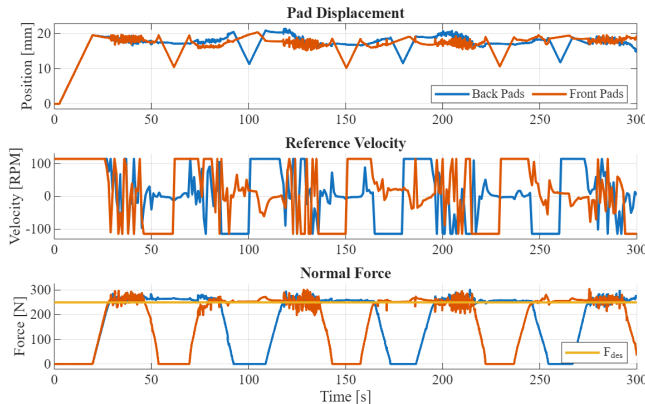 Pad Displacement
Position [mm]
20
10
0
Back Pads
Front Pads
0 50 100 150 200 250 300
Reference Velocity
Velocity [RPM]
100
0
-100
0 50 100 150 200 250 300
Normal Force
Force [N]
300
200
100
0
F_des
0 50 100 150 200 250 300
Time [s]